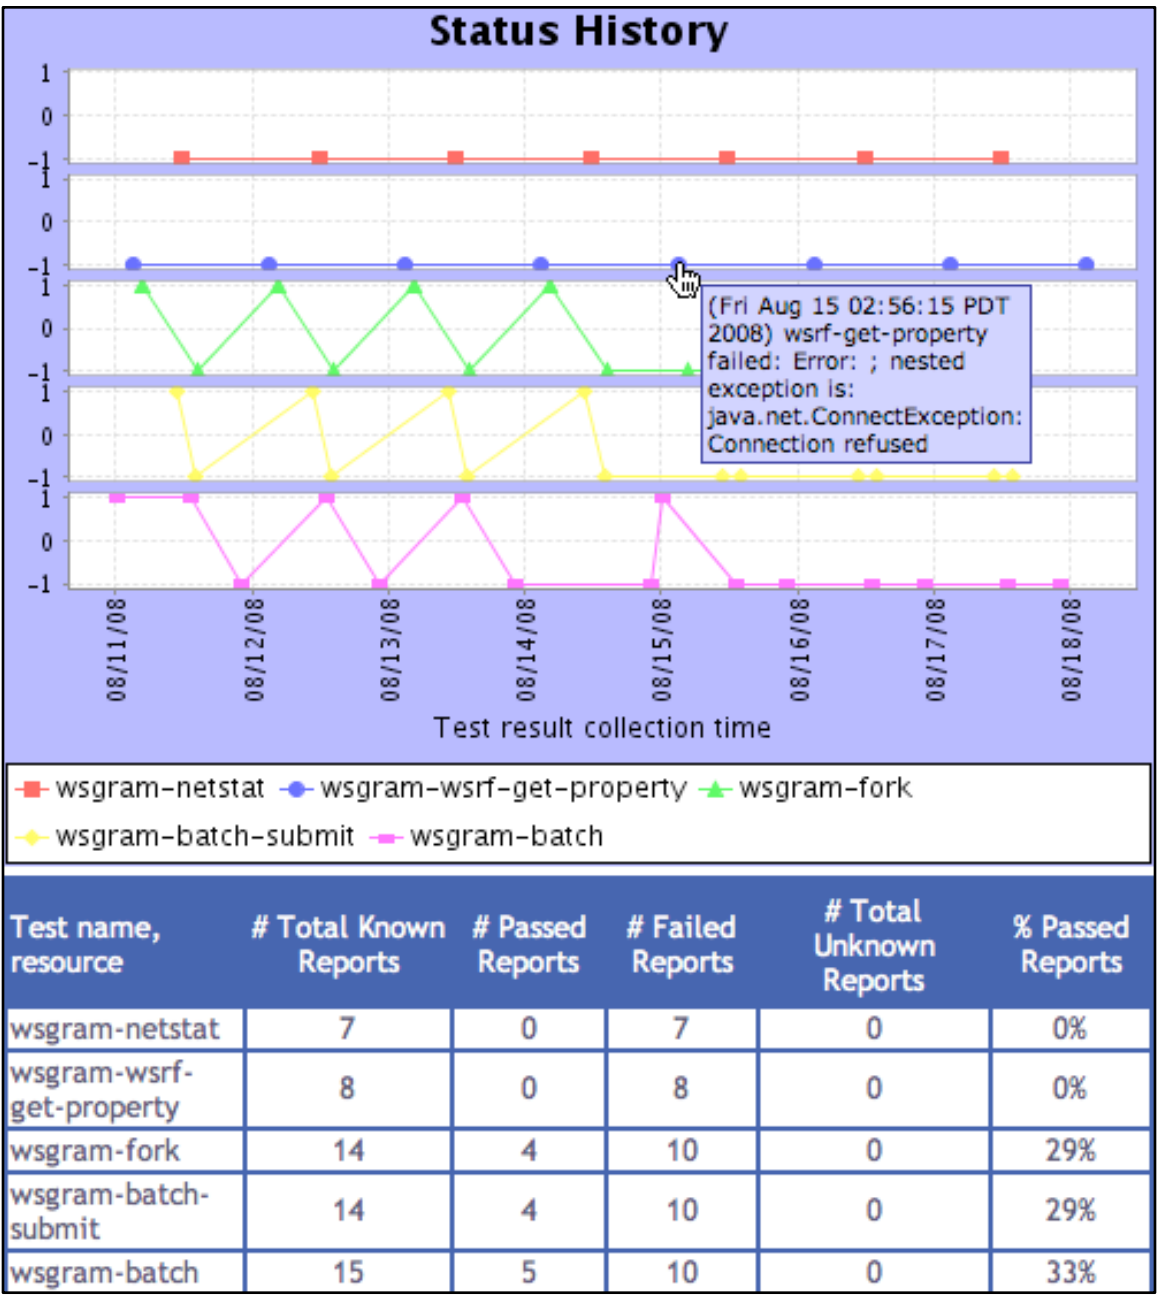 Status History
1
0
-1
1
0
-1
1
0
-1
1
0
-1
1
0
-1
(Fri Aug 15 02:56:15 PDT
2008) wsrf-get-property
failed: Error: ; nested
exception is:
java.net.ConnectException:
Connection refused
08/11/08 08/12/08 08/13/08 08/14/08 08/15/08 08/16/08 08/17/08 08/18/08
Test result collection time
wsgram-netstat wsgram-wsrf-get-property wsgram-fork
wsgram-batch-submit wsgram-batch
Test name, resource # Total Known Reports # Passed Reports # Failed Reports # Total Unknown Reports % Passed Reports
wsgram-netstat 7 0 7 0 0%
wsgram-wsrf-
get-property 8 0 8 0 0%
wsgram-fork 14 4 10 0 29%
wsgram-batch-
submit 14 4 10 0 29%
wsgram-batch 15 5 10 0 33%